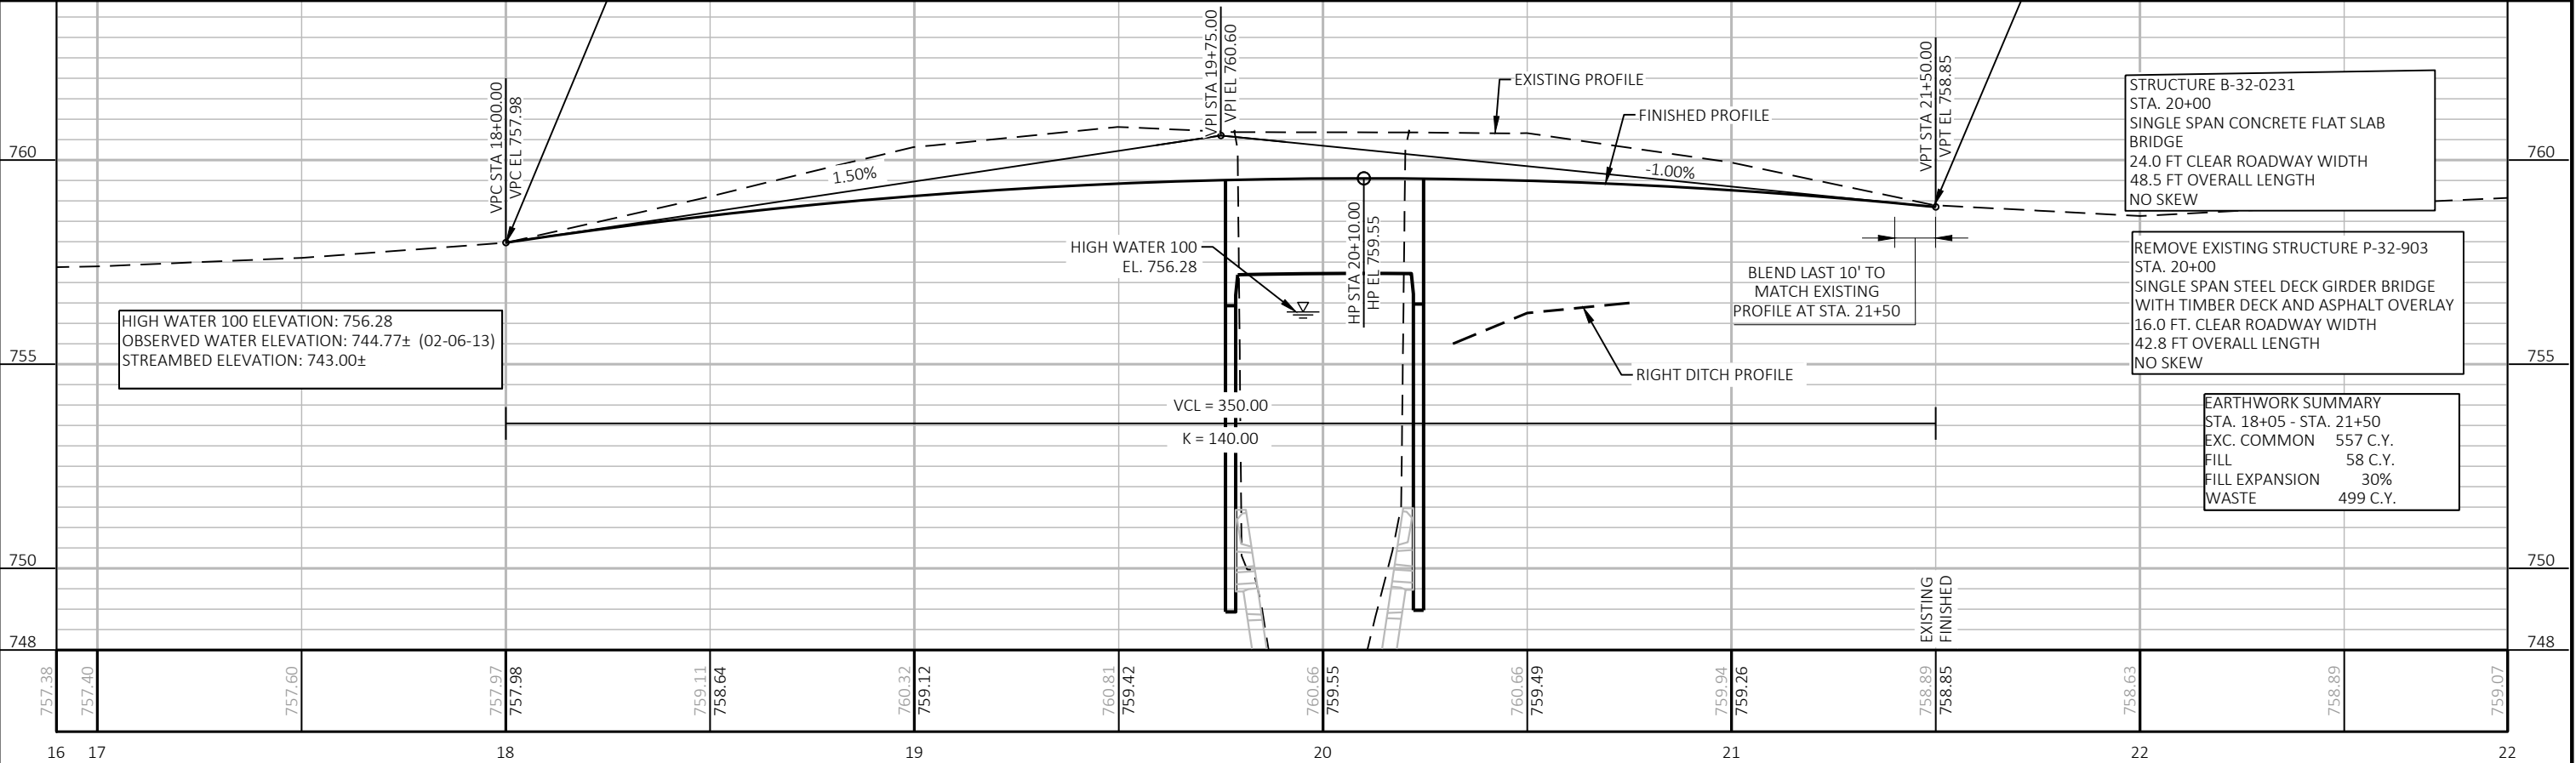 VPC STA 18+00.00
VPC EL 757.98
VPI STA 19+75.00
VPI EL 760.60
VPT STA 21+50.00
VPT EL 758.85
EXISTING PROFILE
FINISHED PROFILE
1.50%
-1.00%
STRUCTURE B-32-0231
STA. 20+00
SINGLE SPAN CONCRETE FLAT SLAB
BRIDGE
24.0 FT CLEAR ROADWAY WIDTH
48.5 FT OVERALL LENGTH
NO SKEW
760
760
HIGH WATER 100
EL. 756.28
HP STA 20+10.00
HP EL 759.55
BLEND LAST 10' TO
MATCH EXISTING
PROFILE AT STA. 21+50
REMOVE EXISTING STRUCTURE P-32-903
STA. 20+00
SINGLE SPAN STEEL DECK GIRDER BRIDGE
WITH TIMBER DECK AND ASPHALT OVERLAY
16.0 FT. CLEAR ROADWAY WIDTH
42.8 FT OVERALL LENGTH
NO SKEW
HIGH WATER 100 ELEVATION: 756.28
OBSERVED WATER ELEVATION: 744.77± (02-06-13)
STREAMBED ELEVATION: 743.00±
755
755
RIGHT DITCH PROFILE
VCL = 350.00
K = 140.00
EARTHWORK SUMMARY
STA. 18+05 - STA. 21+50
EXC. COMMON 557 C.Y.
FILL 58 C.Y.
FILL EXPANSION 30%
WASTE 499 C.Y.
750
750
EXISTING
FINISHED
748
748
757.38
757.40
757.60
757.97
757.98
759.11
758.64
760.32
759.12
760.81
759.42
760.66
759.55
760.66
759.49
759.94
759.26
758.89
758.85
758.63
758.89
759.07
16
17
18
19
20
21
22
22